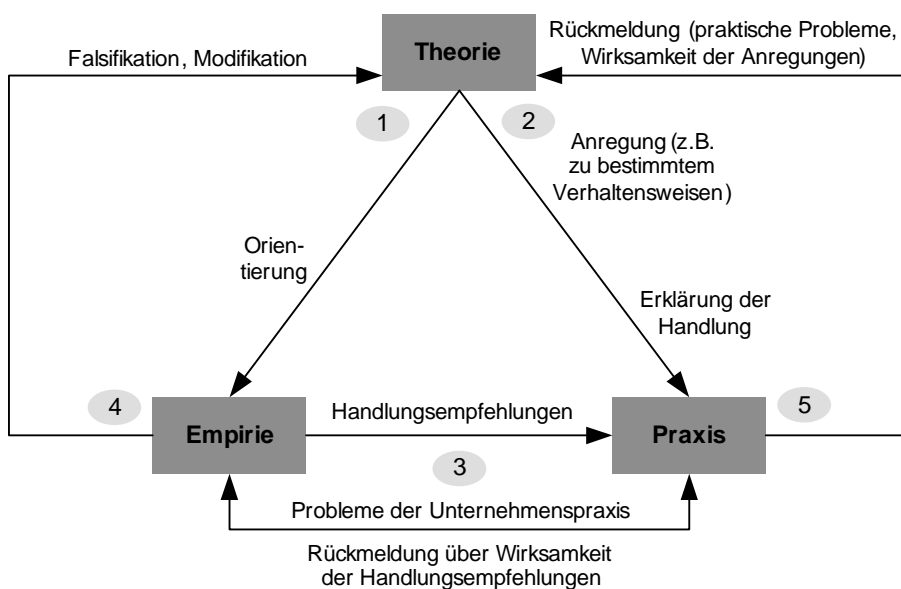 Rückmeldung (praktische Probleme,
Wirksamkeit der Anregungen)
Theorie
Falsifikation, Modifikation
1
2
Anregung (z.B.
zu bestimmtem
Verhaltensweisen)
Orien-
tierung
Erklärung der
Handlung
4
Empirie
Handlungsempfehlungen
Praxis
5
3
Probleme der Unternehmenspraxis
Rückmeldung über Wirksamkeit
der Handlungsempfehlungen